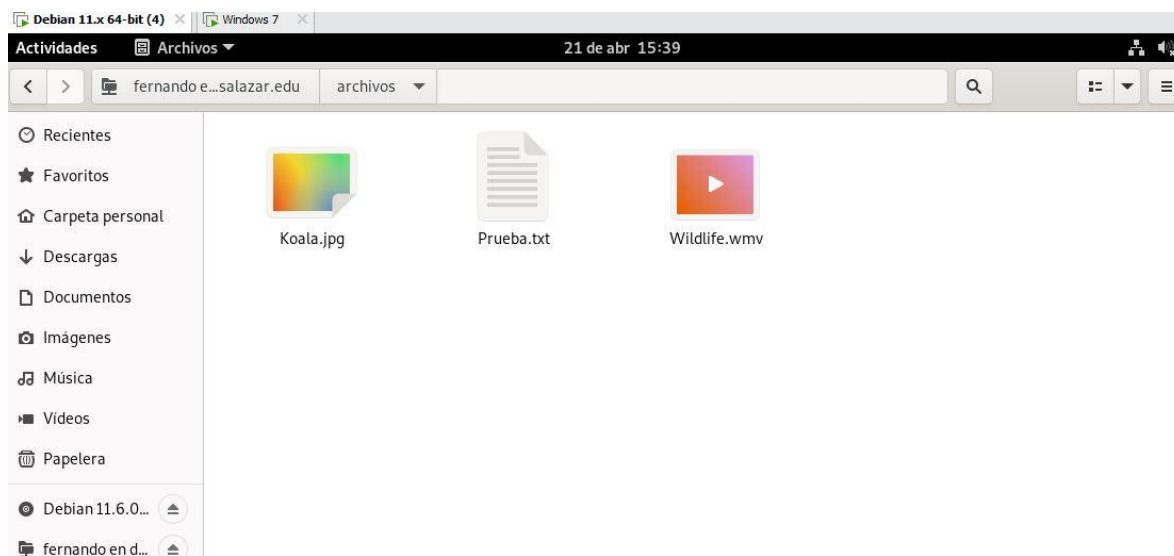 Debian 11.x 64-bit (4) Windows 7
Actividades Archivos 21 de abr 15:39
fernando e...salazar.edu archivos
Recientes
Favoritos
Carpeta personal
Descargas
Documentos
Imágenes
Música
Vídeos
Papelera
Debian 11.6.0...
fernando en d...
Koala.jpg Prueba.txt Wildlife.wmv